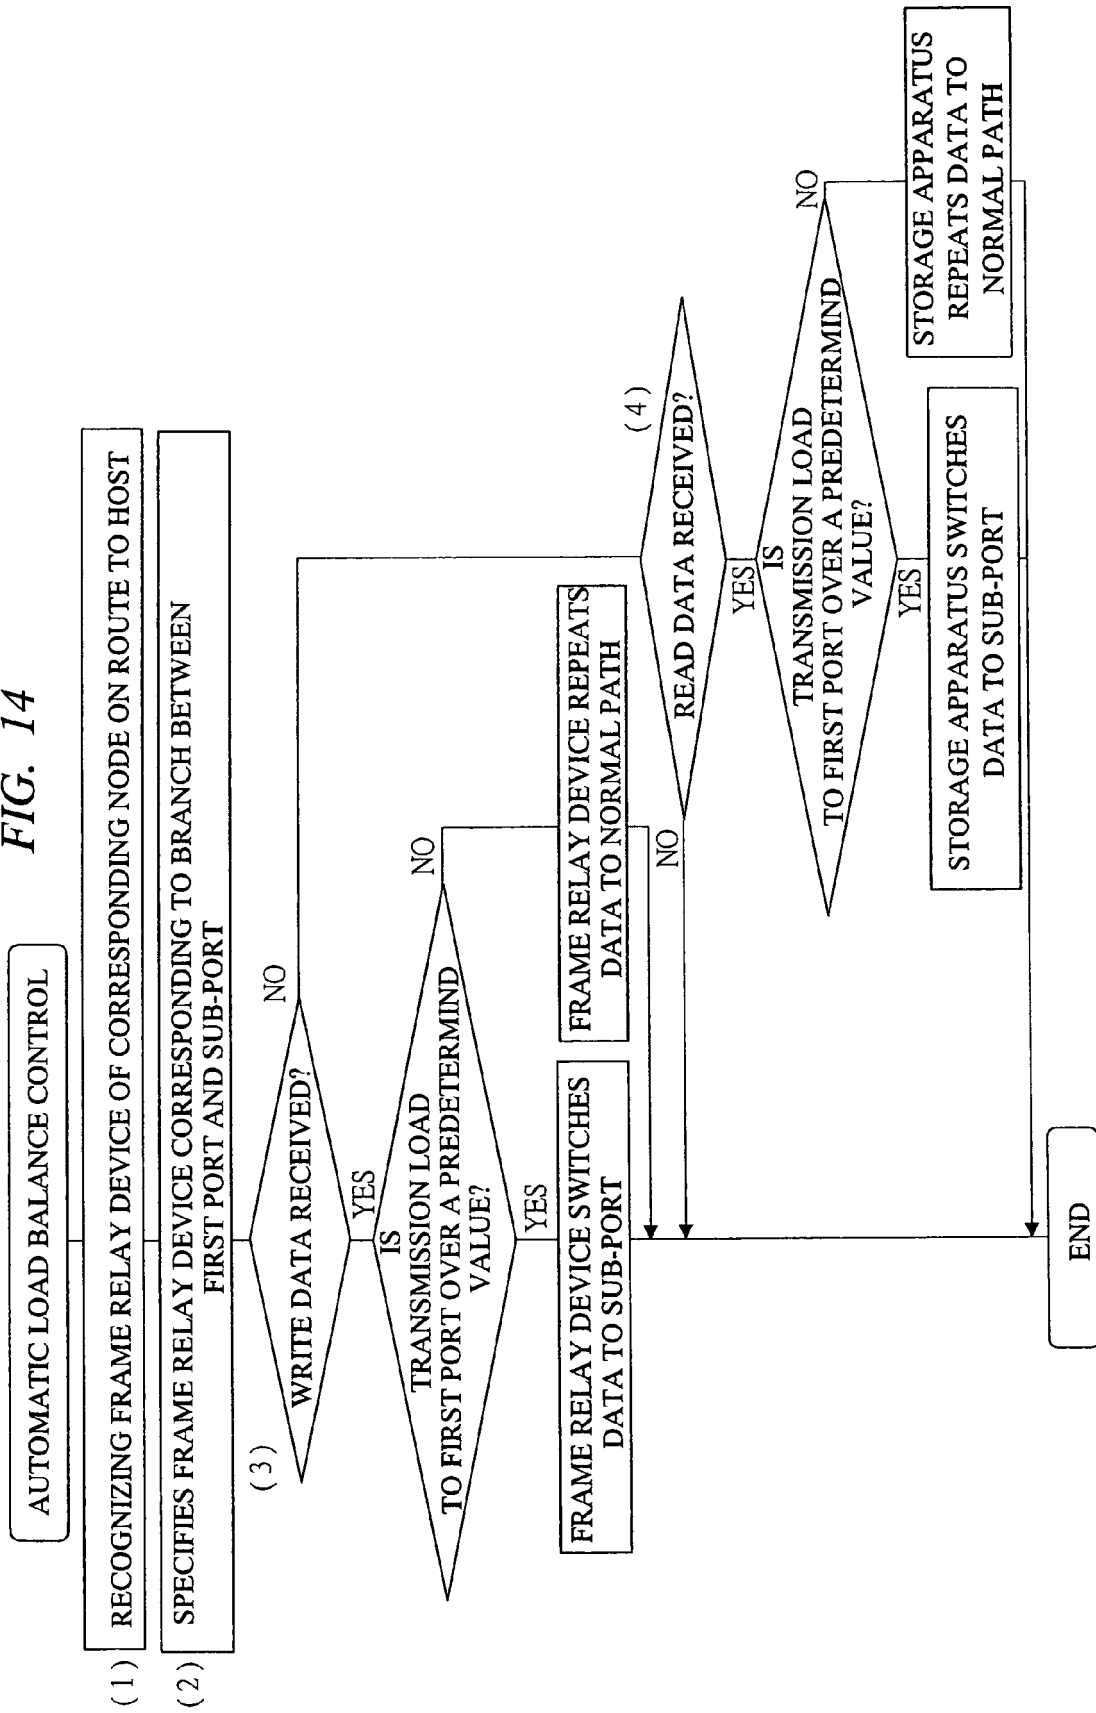 FIG. 14
AUTOMATIC LOAD BALANCE CONTROL
(1)
RECOGNIZING FRAME RELAY DEVICE OF CORRESPONDING NODE ON ROUTE TO HOST
(2)
SPECIFIES FRAME RELAY DEVICE CORRESPONDING TO BRANCH BETWEEN
FIRST PORT AND SUB-PORT
(3)
WRITE DATA RECEIVED?
NO
YES
IS
TRANSMISSION LOAD
TO FIRST PORT OVER A PREDETERMIND
VALUE?
NO
YES
FRAME RELAY DEVICE SWITCHES
DATA TO SUB-PORT
FRAME RELAY DEVICE REPEATS
DATA TO NORMAL PATH
(4)
READ DATA RECEIVED?
NO
YES
IS
TRANSMISSION LOAD
TO FIRST PORT OVER A PREDETERMIND
VALUE?
NO
YES
STORAGE APPARATUS SWITCHES
DATA TO SUB-PORT
STORAGE APPARATUS
REPEATS DATA TO
NORMAL PATH
END